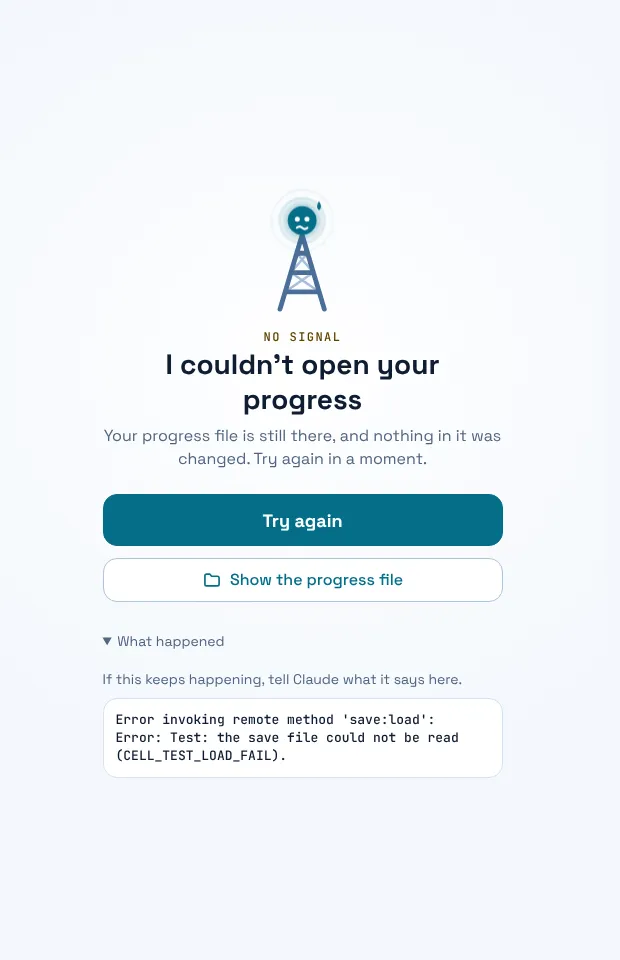 NO SIGNAL
I couldn't open your
progress
Your progress file is still there, and nothing in it was
changed. Try again in a moment.
Try again
Show the progress file
What happened
If this keeps happening, tell Claude what it says here.
Error invoking remote method 'save:load':
Error: Test: the save file could not be read
(CELL_TEST_LOAD_FAIL).